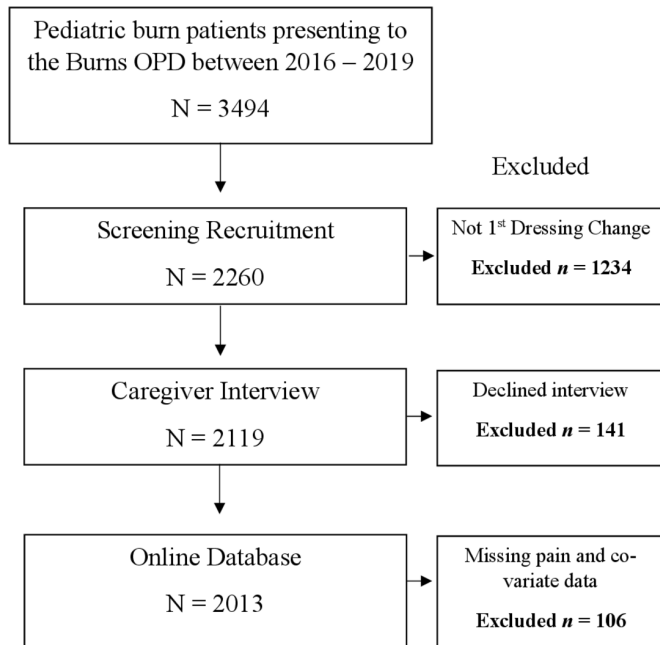 Pediatric burn patients presenting to
the Burns OPD between 2016 – 2019
N = 3494
Excluded
Screening Recruitment
N = 2260
Not 1st Dressing Change
Excluded n = 1234
Caregiver Interview
N = 2119
Declined interview
Excluded n = 141
Online Database
N = 2013
Missing pain and co-
variate data
Excluded n = 106